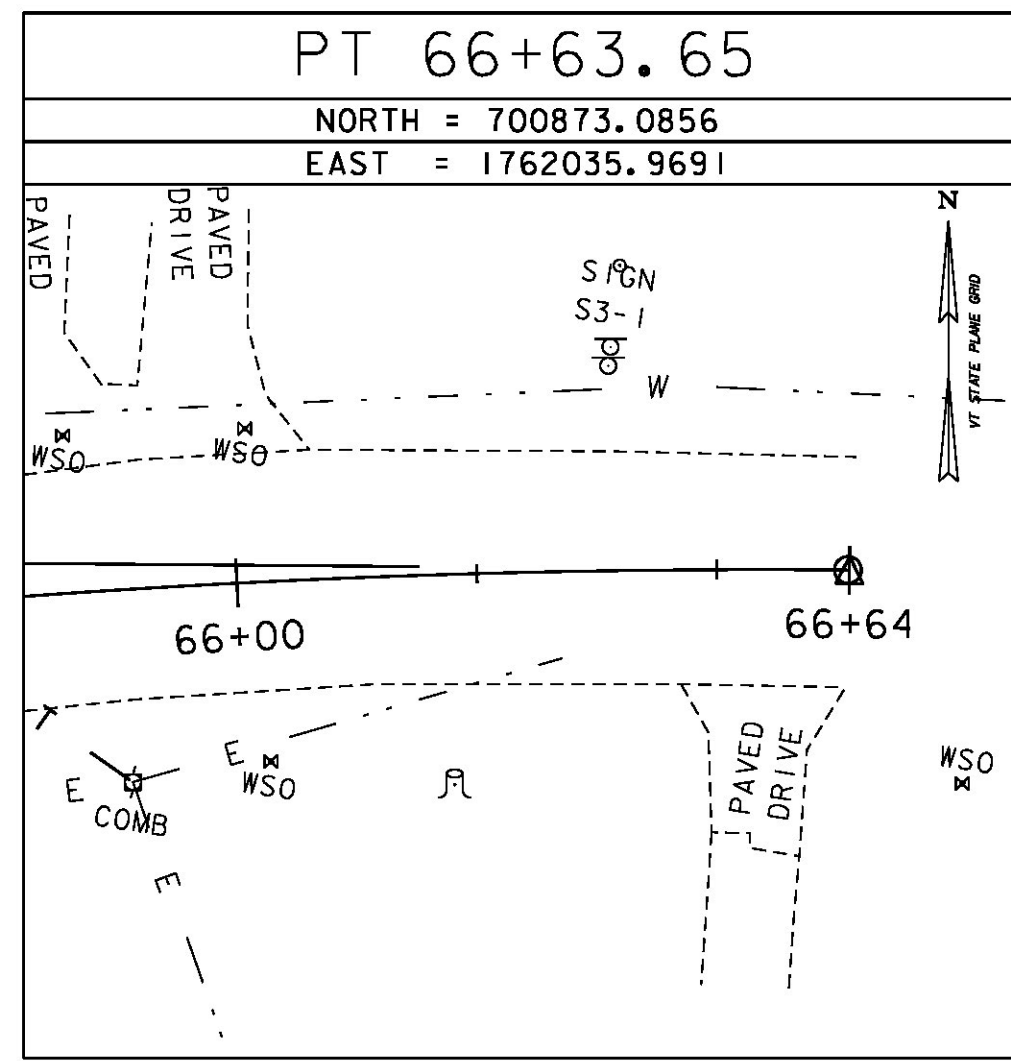 PT 66+63.65
NORTH = 700873.0856
EAST = 1762035.9691
PAVED
PAVED
DRIVE
N
VT STATE PLANE GRID
SIGN
S3-1
W
WSO
WSO
66+00
66+64
E
E
WSO
COMB
E
PAVED
DRIVE
WSO